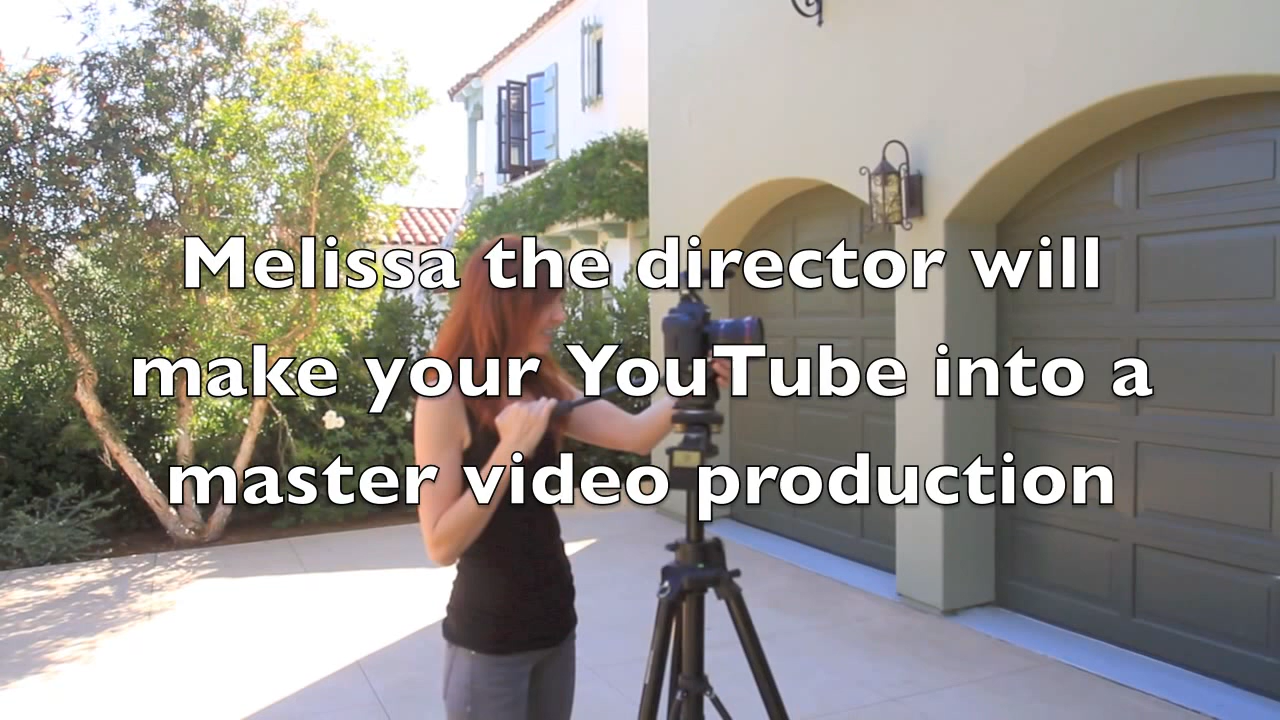 Melissa the director will
make your YouTube into a
master video production